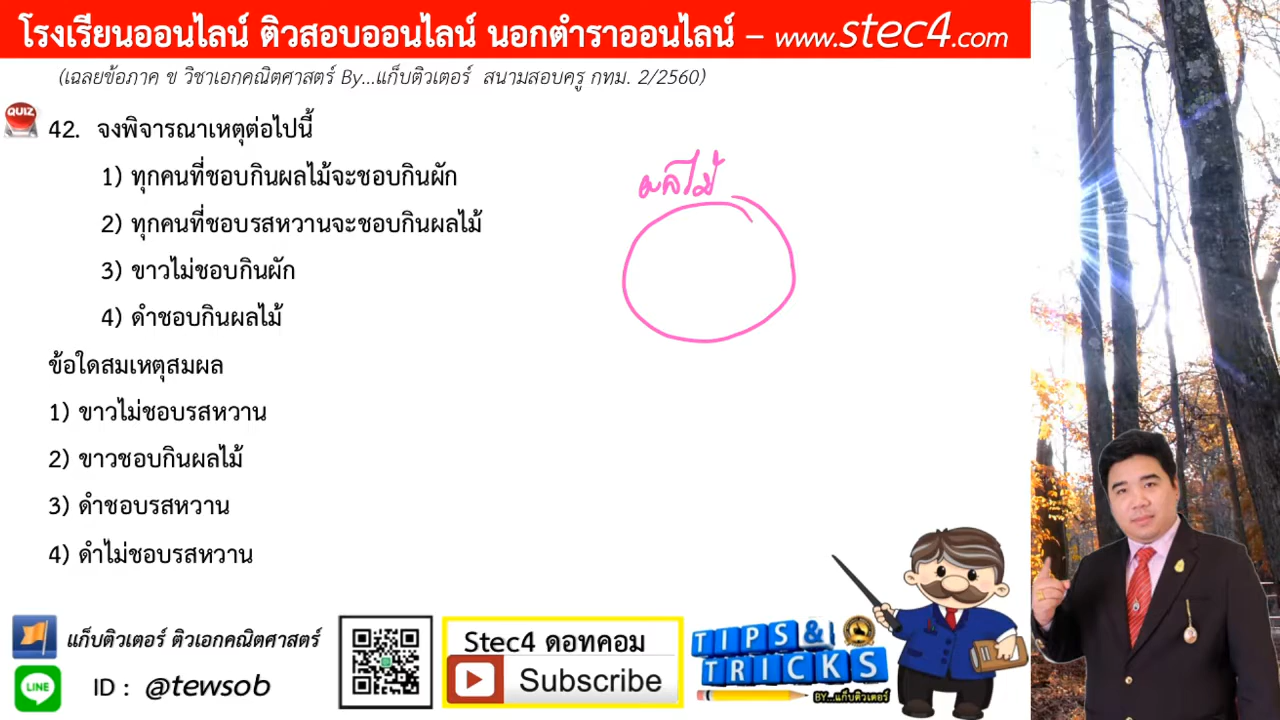 โรงเรียนออนไลน์ ติวสอบออนไลน์ นอกตำราออนไลน์ – www.stec4.com
(เฉลยข้อภาค ข วิชาเอกคณิตศาสตร์ By...แก็บติวเตอร์ สนามสอบครู กทม. 2/2560)
QUIZ
42. จงพิจารณาเหตุต่อไปนี้
1) ทุกคนที่ชอบกินผลไม้จะชอบกินผัก
ผลไม้
2) ทุกคนที่ชอบรสหวานจะชอบกินผลไม้
3) ขาวไม่ชอบกินผัก
4) ดำชอบกินผลไม้
ข้อใดสมเหตุสมผล
1) ขาวไม่ชอบรสหวาน
2) ขาวชอบกินผลไม้
3) ดำชอบรสหวาน
4) ดำไม่ชอบรสหวาน
แก็บติวเตอร์ ติวเอกคณิตศาสตร์
LINE
ID : @tewsob
Stec4 ดอทคอม
Subscribe
TIPS &
TRICKS
BY...แก็บติวเตอร์